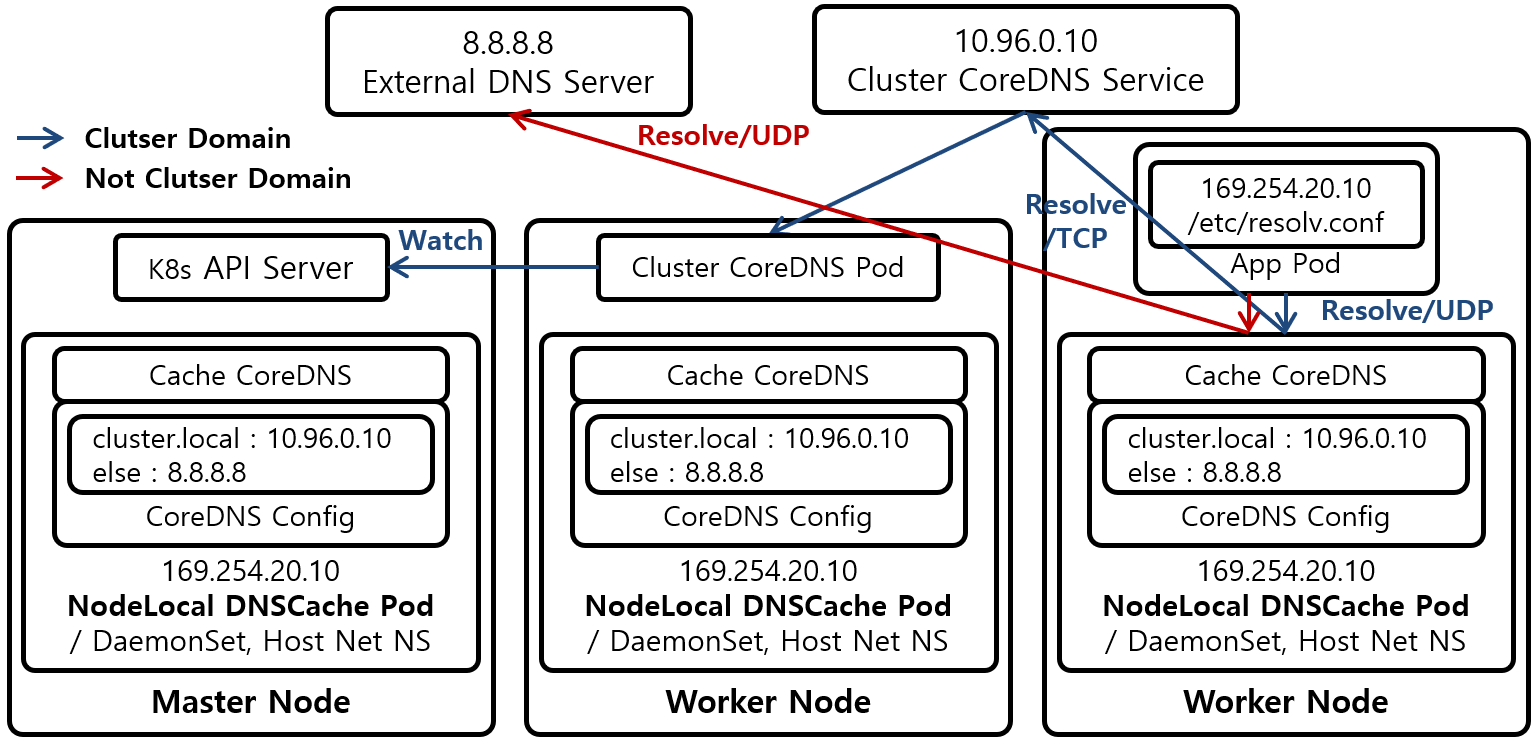 8.8.8.8
External DNS Server
10.96.0.10
Cluster CoreDNS Service
Clutser Domain
Not Clutser Domain
Resolve/UDP
169.254.20.10
/etc/resolv.conf
App Pod
Resolve
/TCP
Resolve/UDP
Watch
K8s API Server
Cluster CoreDNS Pod
Cache CoreDNS
cluster.local : 10.96.0.10
else : 8.8.8.8
CoreDNS Config
169.254.20.10
NodeLocal DNSCache Pod
/ DaemonSet, Host Net NS
Master Node
Cache CoreDNS
cluster.local : 10.96.0.10
else : 8.8.8.8
CoreDNS Config
169.254.20.10
NodeLocal DNSCache Pod
/ DaemonSet, Host Net NS
Worker Node
Cache CoreDNS
cluster.local : 10.96.0.10
else : 8.8.8.8
CoreDNS Config
169.254.20.10
NodeLocal DNSCache Pod
/ DaemonSet, Host Net NS
Worker Node